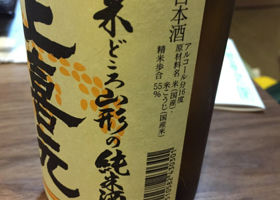 日本酒
アルコール分16度
原材料名 米(国産)・
米こうじ(国産米)
精米歩合 55%
米どころ山形の純米酒
上喜元